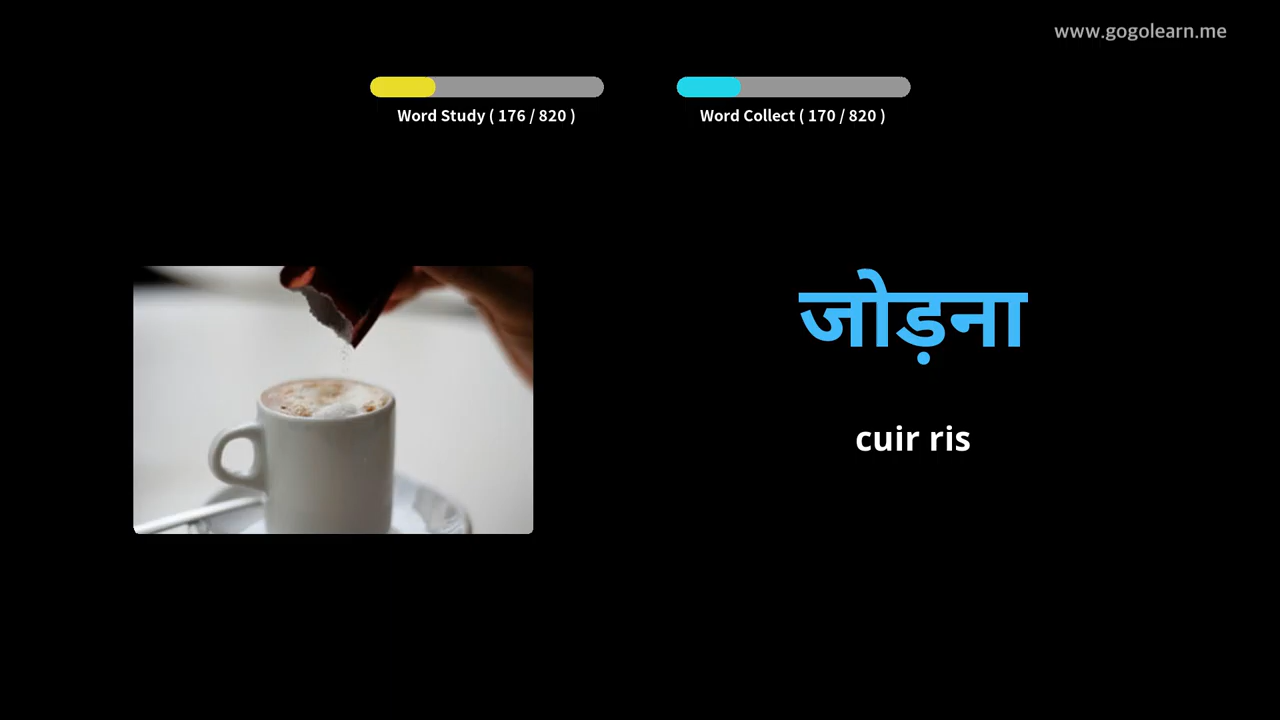 www.gogolearn.me
Word Study ( 176 / 820 )
Word Collect ( 170 / 820 )
जोड़ना
cuir ris